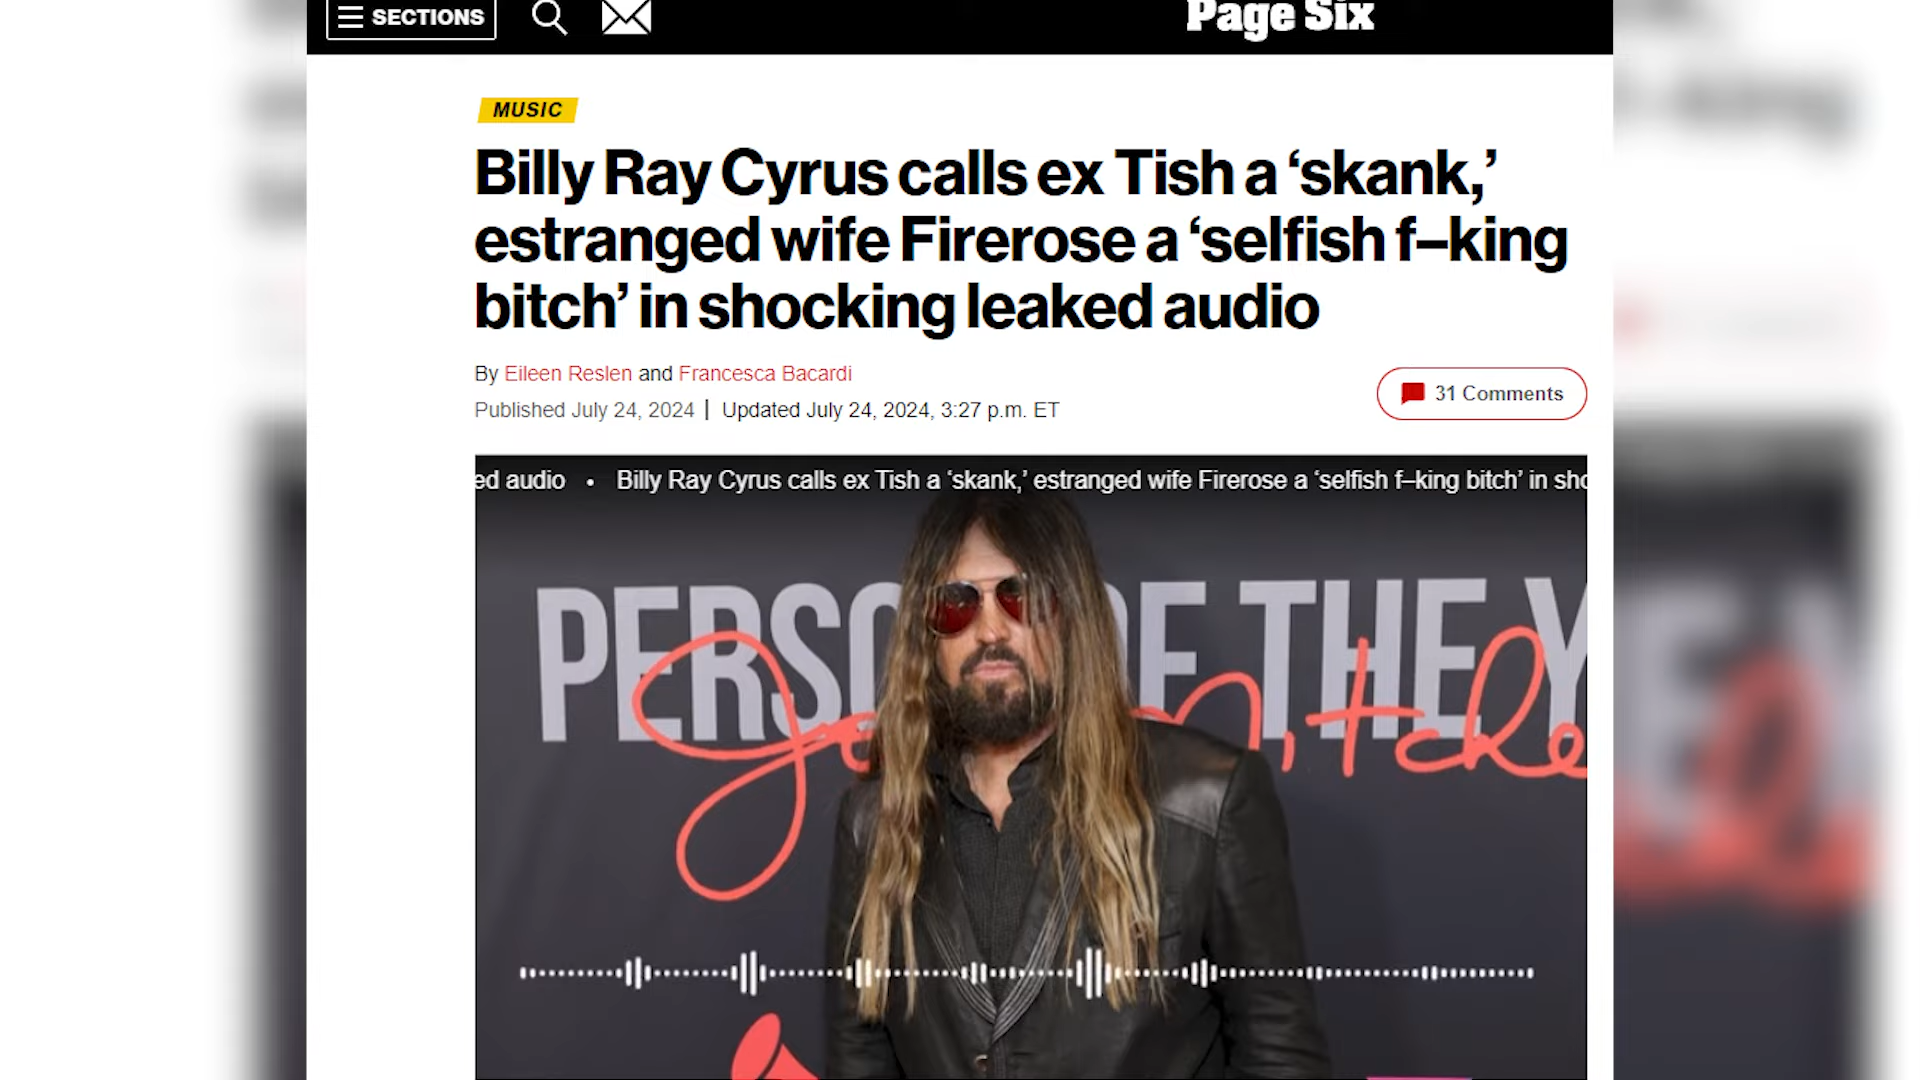 SECTIONS
Page Six
MUSIC
Billy Ray Cyrus calls ex Tish a ‘skank,’
estranged wife Firerose a ‘selfish f–king
bitch’ in shocking leaked audio
By Eileen Reslen and Francesca Bacardi
31 Comments
Published July 24, 2024 | Updated July 24, 2024, 3:27 p.m. ET
ed audio • Billy Ray Cyrus calls ex Tish a ‘skank,’ estranged wife Firerose a ‘selfish f–king bitch’ in sho
PERSO OF THE Y
Jo